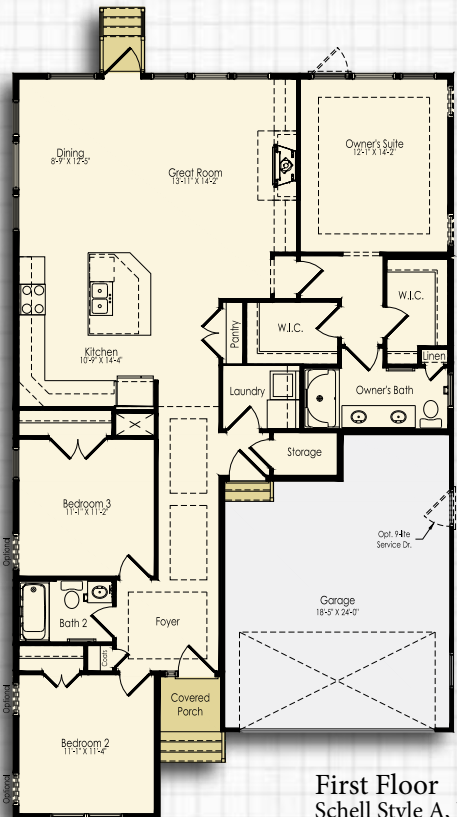 Dining
8'-9" X 12'-5"
Great Room
13'-11" X 14'-2"
Owner's Suite
12'-1" X 14'-2"
W.I.C.
W.I.C.
Pantry
Linen
Kitchen
10'-9" X 14'-4"
Laundry
Owner's Bath
Storage
Bedroom 3
11'-1" X 11'-2"
Opt. 9-lite
Service Dr.
Optional
Garage
18'-5" X 24'-0"
Bath 2
Foyer
Coats
Optional
Covered
Porch
Bedroom 2
11'-1" X 11'-4"
Optional
First Floor
Schell Style A,